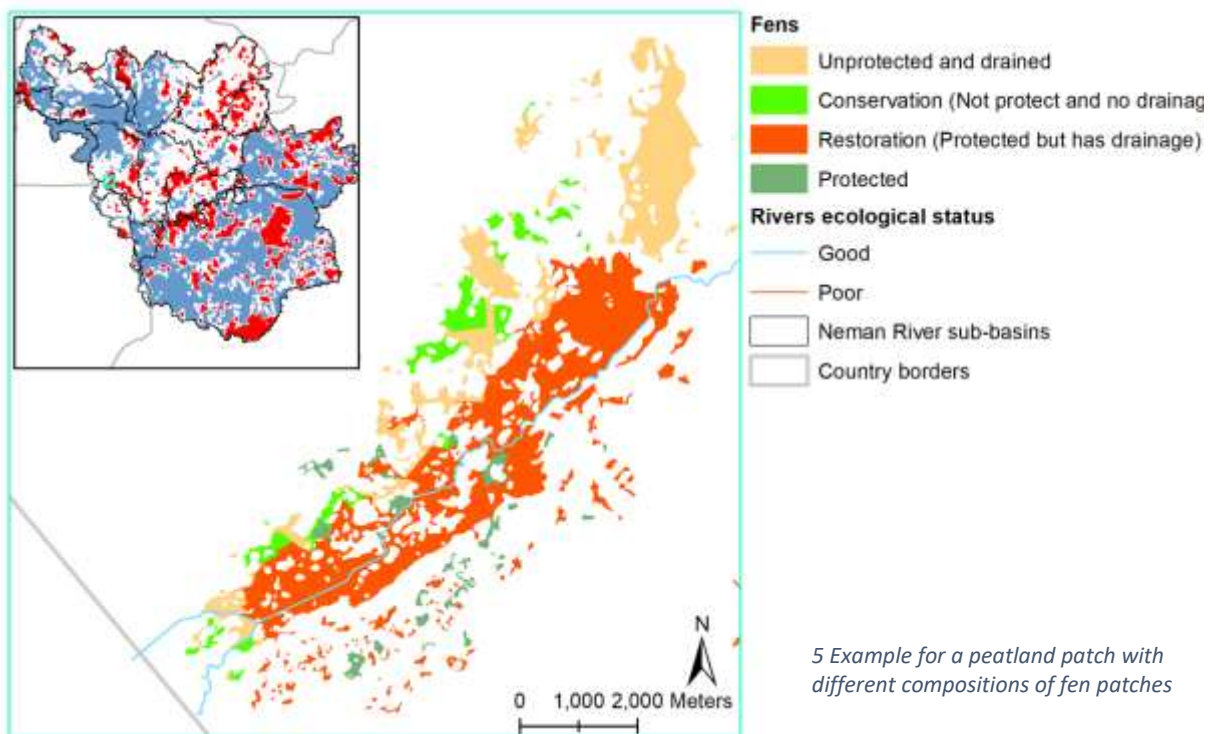 Fens
Unprotected and drained
Conservation (Not protect and no drainag
Restoration (Protected but has drainage)
Protected
Rivers ecological status
Good
Poor
Neman River sub-basins
Country borders
N
0 1,000 2,000 Meters
5 Example for a peatland patch with
different compositions of fen patches